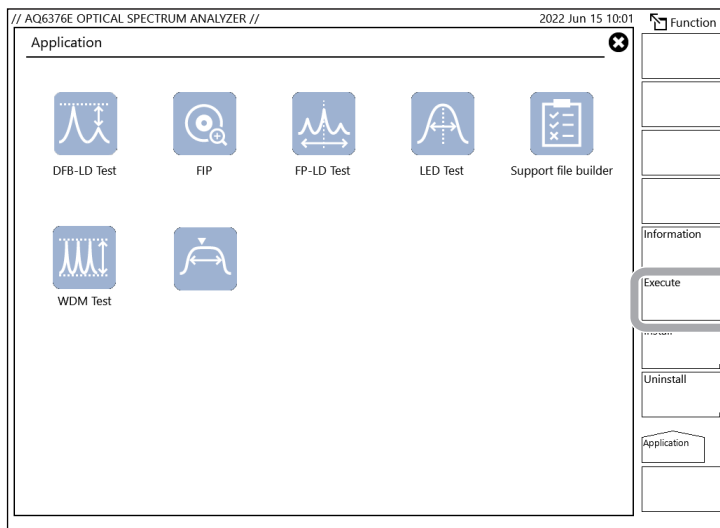 // AQ6376E OPTICAL SPECTRUM ANALYZER // 2022 Jun 15 10:01
Function
Application
DFB-LD Test FIP FP-LD Test LED Test Support file builder
WDM Test
Information
Execute
Install
Uninstall
Application